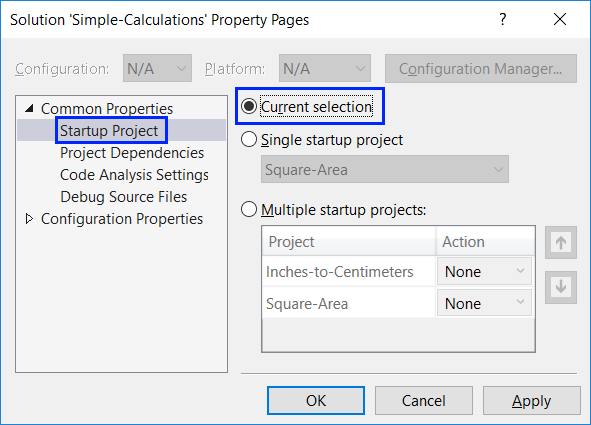 Solution 'Simple-Calculations' Property Pages
?
Configuration: N/A Platform: N/A Configuration Manager...
Common Properties
Startup Project
Project Dependencies
Code Analysis Settings
Debug Source Files
Configuration Properties
Current selection
Single startup project
Square-Area
Multiple startup projects:
Project Action
Inches-to-Centimeters None
Square-Area None
OK Cancel Apply